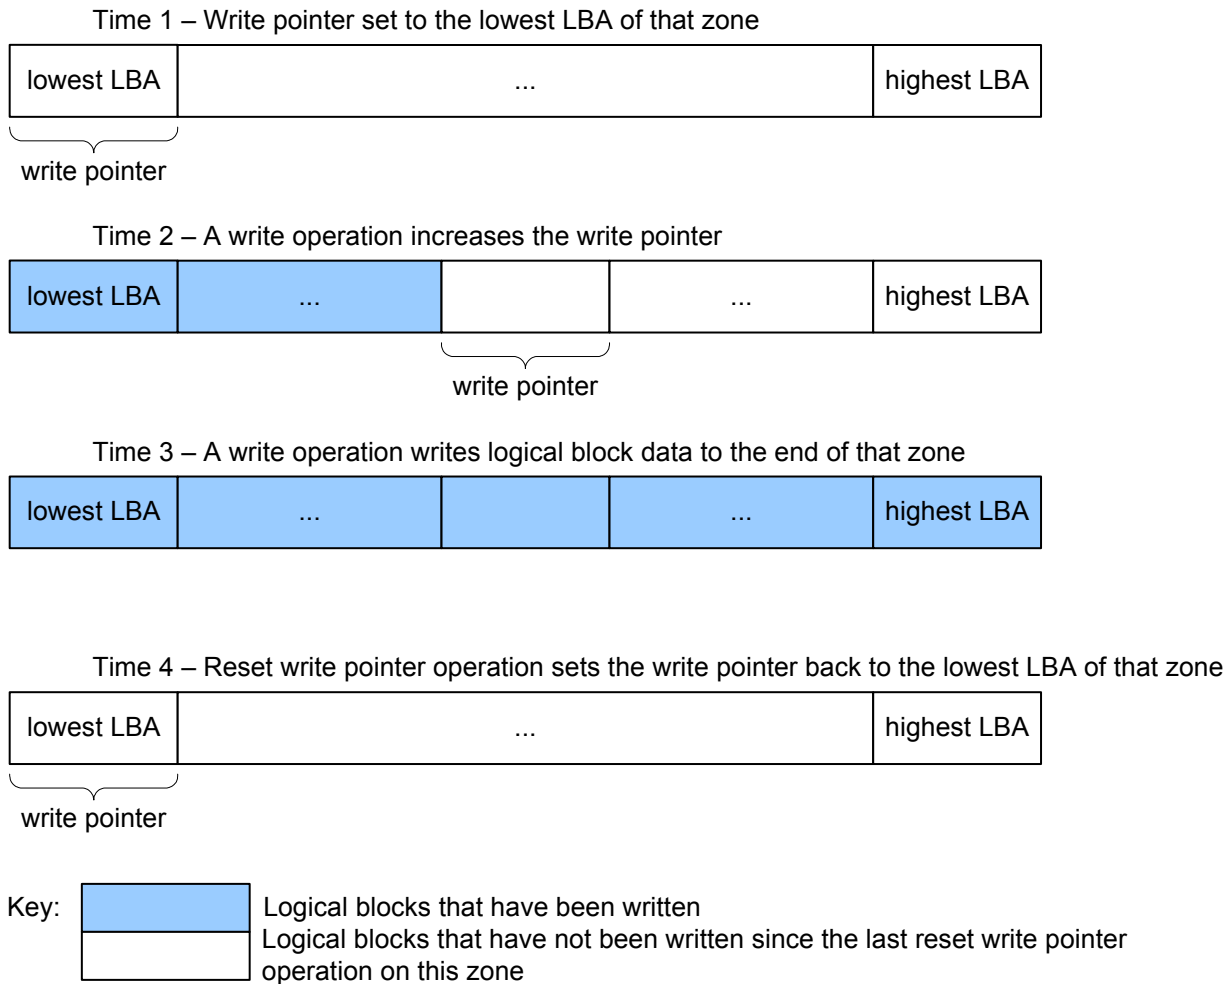 Time 1 – Write pointer set to the lowest LBA of that zone
lowest LBA ... highest LBA
write pointer
Time 2 – A write operation increases the write pointer
lowest LBA ... ... highest LBA
write pointer
Time 3 – A write operation writes logical block data to the end of that zone
lowest LBA ... ... highest LBA
Time 4 – Reset write pointer operation sets the write pointer back to the lowest LBA of that zone
lowest LBA ... highest LBA
write pointer
Key: Logical blocks that have been written
Logical blocks that have not been written since the last reset write pointer
operation on this zone